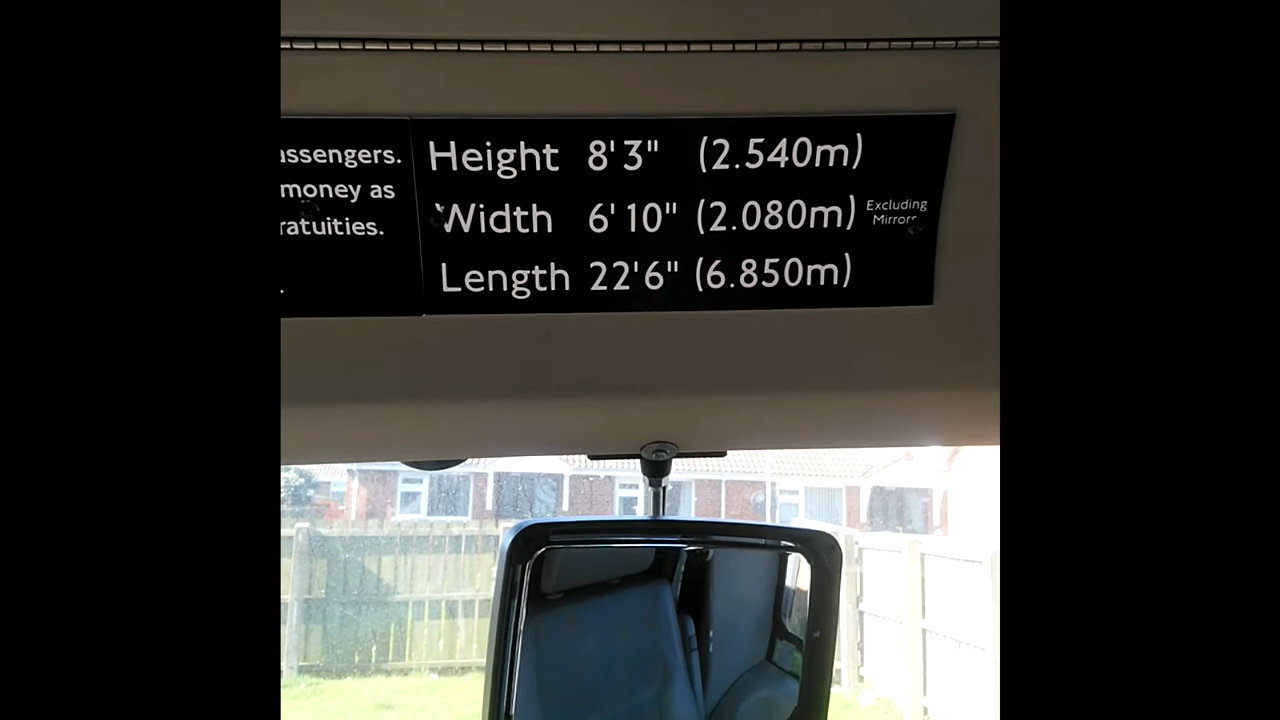 assengers.
money as
ratuities.
.
Height 8'3" (2.540m)
Width 6'10" (2.080m) Excluding Mirrors
Length 22'6" (6.850m)